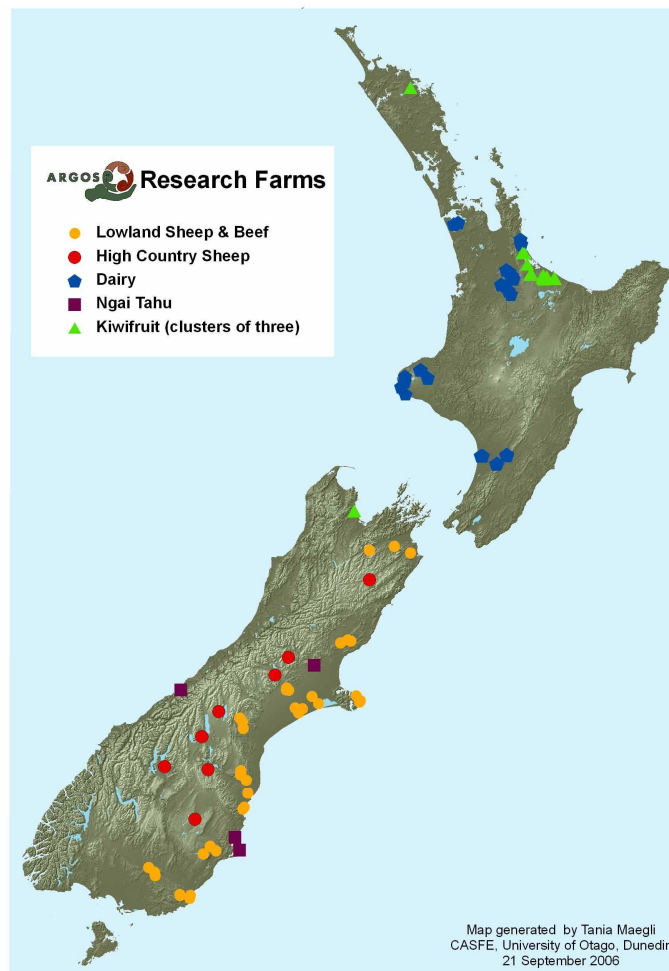 ARGOS Research Farms
Lowland Sheep & Beef
High Country Sheep
Dairy
Ngai Tahu
Kiwifruit (clusters of three)
Map generated by Tania Maegli
CASFE, University of Otago, Dunedin
21 September 2006